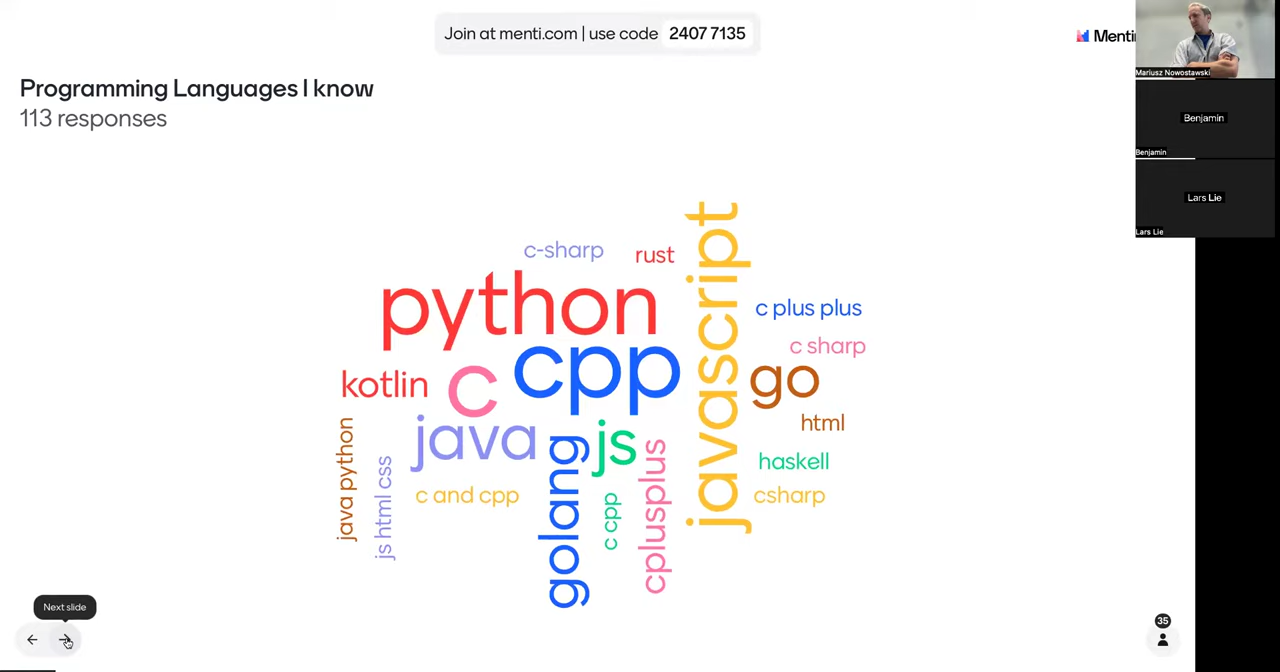 Join at menti.com | use code 2407 7135
Programming Languages I know
113 responses
Mariusz Nowostawski
Benjamin
Benjamin
Lars Lie
Lars Lie
c-sharp
rust
python
javascript
c plus plus
c sharp
cpp
kotlin
c
go
html
java
js
haskell
java python
js html css
c and cpp
golang
c cpp
cplusplus
csharp
Next slide
35